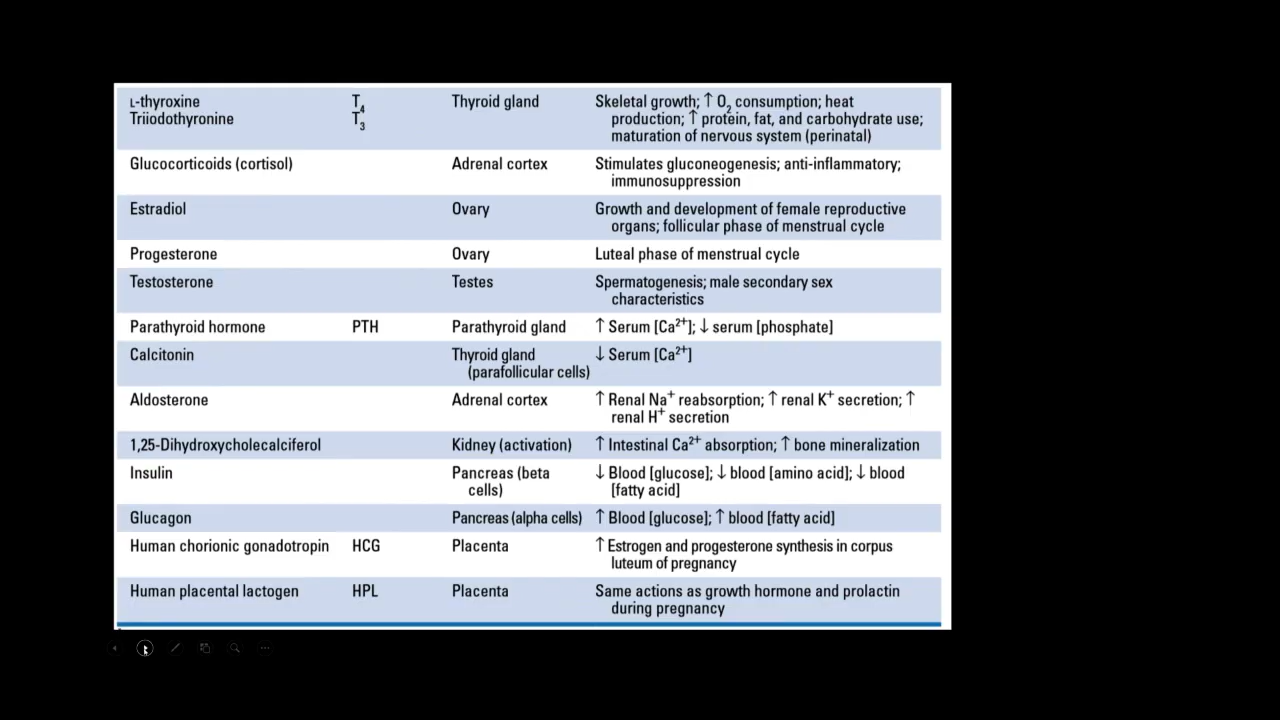 L-thyroxine T4 Thyroid gland Skeletal growth; ↑ O2 consumption; heat
Triiodothyronine T3 production; ↑ protein, fat, and carbohydrate use;
maturation of nervous system (perinatal)
Glucocorticoids (cortisol) Adrenal cortex Stimulates gluconeogenesis; anti-inflammatory;
immunosuppression
Estradiol Ovary Growth and development of female reproductive
organs; follicular phase of menstrual cycle
Progesterone Ovary Luteal phase of menstrual cycle
Testosterone Testes Spermatogenesis; male secondary sex
characteristics
Parathyroid hormone PTH Parathyroid gland ↑ Serum [Ca2+]; ↓ serum [phosphate]
Calcitonin Thyroid gland ↓ Serum [Ca2+]
(parafollicular cells)
Aldosterone Adrenal cortex ↑ Renal Na+ reabsorption; ↑ renal K+ secretion; ↑
renal H+ secretion
1,25-Dihydroxycholecalciferol Kidney (activation) ↑ Intestinal Ca2+ absorption; ↑ bone mineralization
Insulin Pancreas (beta ↓ Blood [glucose]; ↓ blood [amino acid]; ↓ blood
cells) [fatty acid]
Glucagon Pancreas (alpha cells) ↑ Blood [glucose]; ↑ blood [fatty acid]
Human chorionic gonadotropin HCG Placenta ↑ Estrogen and progesterone synthesis in corpus
luteum of pregnancy
Human placental lactogen HPL Placenta Same actions as growth hormone and prolactin
during pregnancy